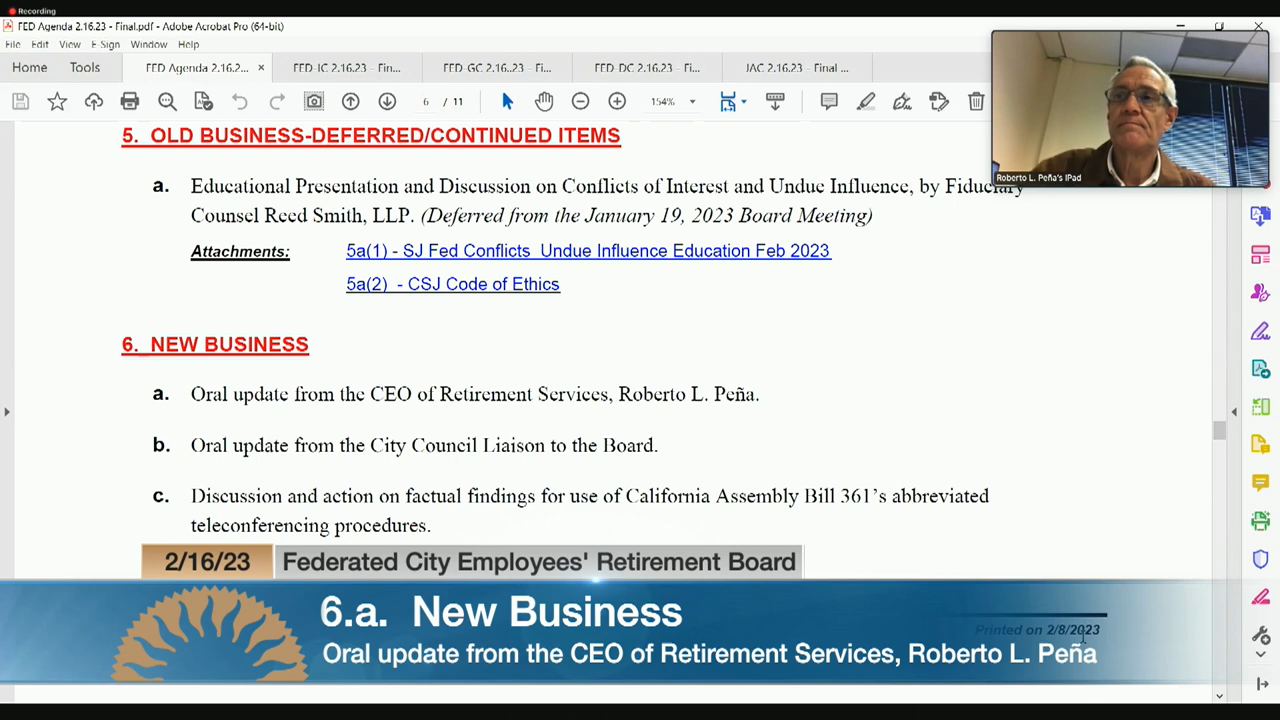 Recording
FED Agenda 2.16.23 - Final.pdf - Adobe Acrobat Pro (64-bit)
File Edit View E-Sign Window Help
Home Tools FED Agenda 2.16.2... × FED-IC 2.16.23 - Fin... FED-GC 2.16..23 - Fi... FED-DC 2.16.23 - Fi... JAC 2.16.23 - Final ...
6 / 11 154%
Roberto L. Peña's iPad
5. OLD BUSINESS-DEFERRED/CONTINUED ITEMS
a. Educational Presentation and Discussion on Conflicts of Interest and Undue Influence, by Fiduciary
Counsel Reed Smith, LLP. (Deferred from the January 19, 2023 Board Meeting)
Attachments: 5a(1) - SJ Fed Conflicts Undue Influence Education Feb 2023
5a(2) - CSJ Code of Ethics
6. NEW BUSINESS
a. Oral update from the CEO of Retirement Services, Roberto L. Peña.
b. Oral update from the City Council Liaison to the Board.
c. Discussion and action on factual findings for use of California Assembly Bill 361's abbreviated
teleconferencing procedures.
2/16/23 Federated City Employees' Retirement Board
6.a. New Business
Printed on 2/8/2023
Oral update from the CEO of Retirement Services, Roberto L. Peña